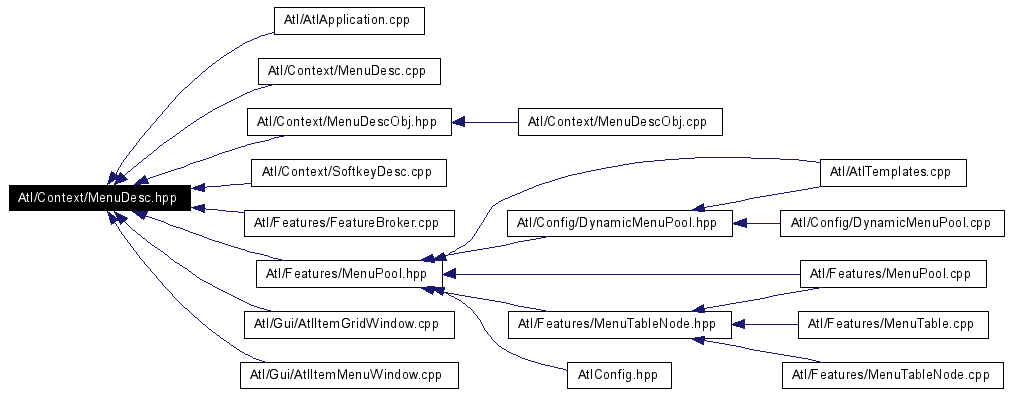 Atl/AtlApplication.cpp
Atl/Context/MenuDesc.cpp
Atl/Context/MenuDescObj.hpp
Atl/Context/MenuDescObj.cpp
Atl/Context/SoftkeyDesc.cpp
Atl/AtlTemplates.cpp
Atl/Context/MenuDesc.hpp
Atl/Features/FeatureBroker.cpp
Atl/Config/DynamicMenuPool.hpp
Atl/Config/DynamicMenuPool.cpp
Atl/Features/MenuPool.hpp
Atl/Features/MenuPool.cpp
Atl/Gui/AtlItemGridWindow.cpp
Atl/Features/MenuTableNode.hpp
Atl/Features/MenuTable.cpp
Atl/Gui/AtlItemMenuWindow.cpp
AtlConfig.hpp
Atl/Features/MenuTableNode.cpp